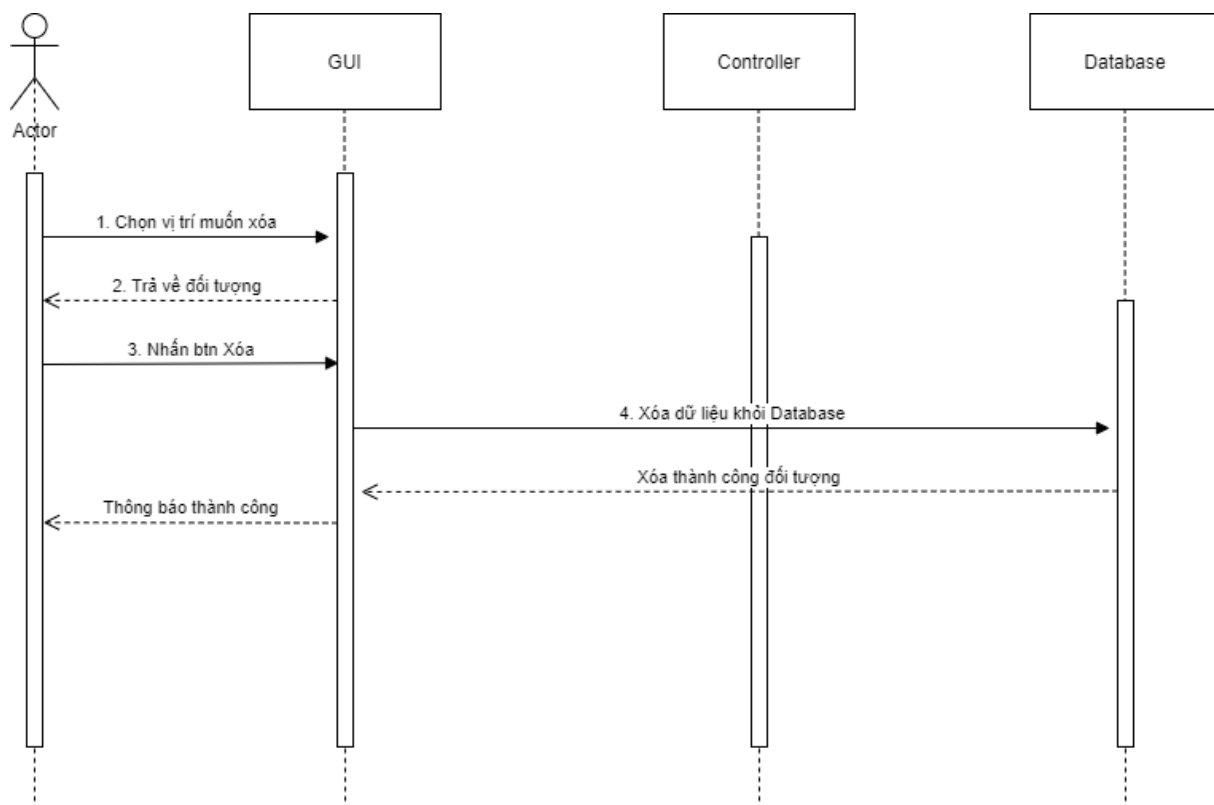 GUI
Controller
Database
Actor
1. Chọn vị trí muốn xóa
2. Trả về đối tượng
3. Nhấn btn Xóa
4. Xóa dữ liệu khỏi Database
Xóa thành công đối tượng
Thông báo thành công